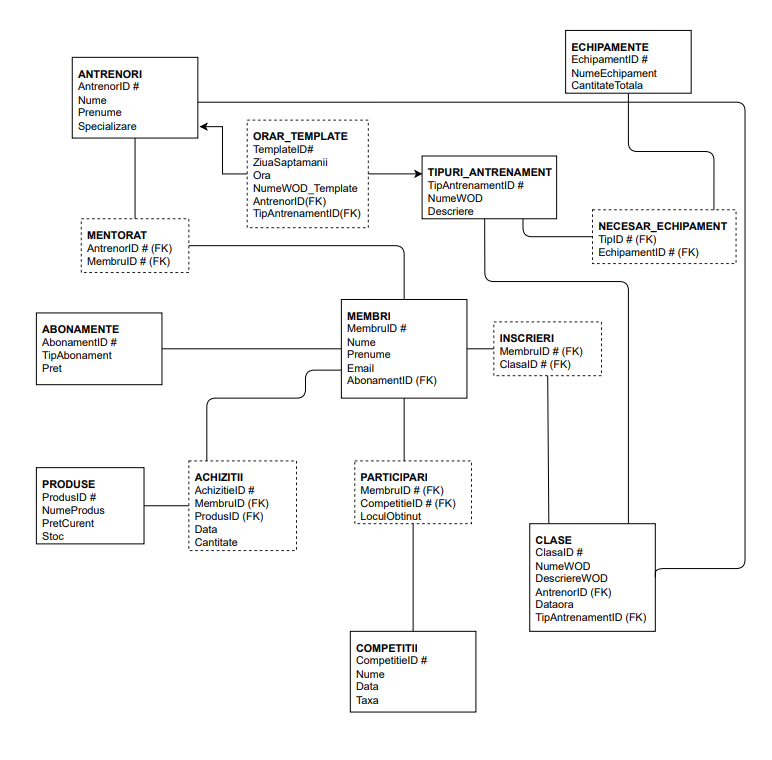 ECHIPAMENTE
EchipamentID #
NumeEchipament
CantitateTotala
ANTRENORI
AntrenorID #
Nume
Prenume
Specializare
ORAR_TEMPLATE
TemplateID#
ZiuaSaptamanii
Ora
NumeWOD_Template
AntrenorID(FK)
TipAntrenamentID(FK)
TIPURI_ANTRENAMENT
TipAntrenamentID #
NumeWOD
Descriere
MENTORAT
AntrenorID # (FK)
MembruID # (FK)
NECESAR_ECHIPAMENT
TipID # (FK)
EchipamentID # (FK)
ABONAMENTE
AbonamentID #
TipAbonament
Pret
MEMBRI
MembruID #
Nume
Prenume
Email
AbonamentID (FK)
INSCRIERI
MembruID # (FK)
ClasaID # (FK)
PRODUSE
ProdusID #
NumeProdus
PretCurent
Stoc
ACHIZITII
AchizitieID #
MembruID (FK)
ProdusID (FK)
Data
Cantitate
PARTICIPARI
MembruID # (FK)
CompetitieID # (FK)
LoculObtinut
CLASE
ClasaID #
NumeWOD
DescriereWOD
AntrenorID (FK)
Dataora
TipAntrenamentID (FK)
COMPETITII
CompetitieID #
Nume
Data
Taxa